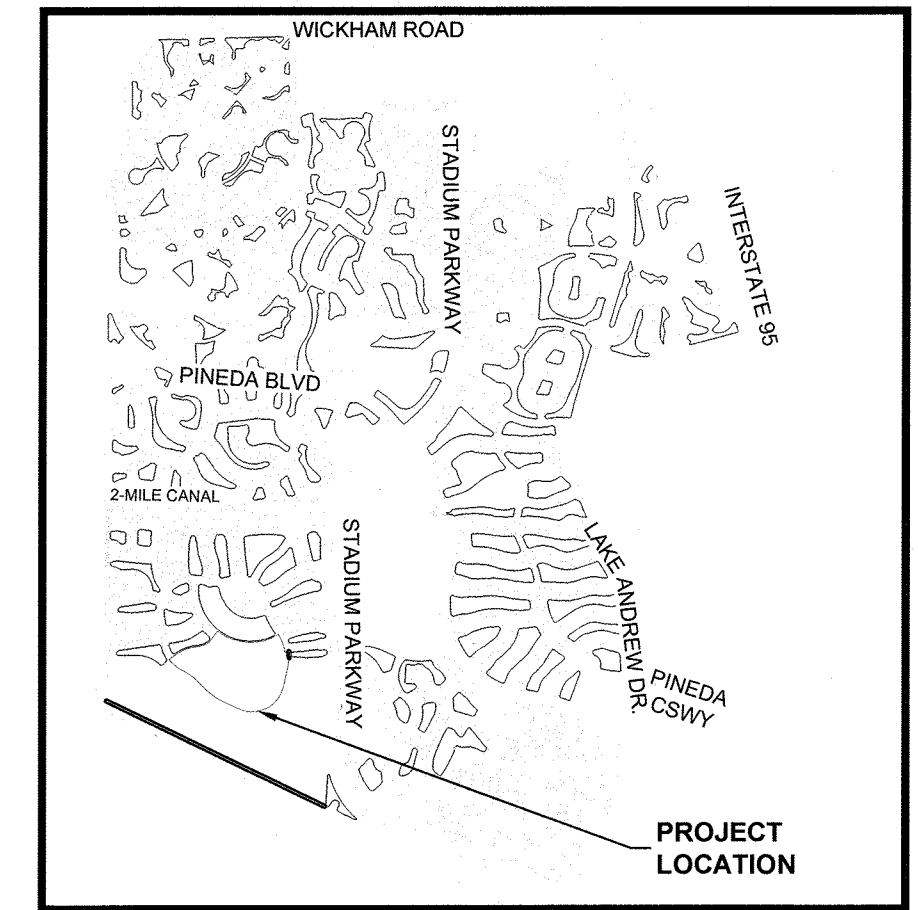 WICKHAM ROAD
STADIUM PARKWAY
INTERSTATE 95
PINEDA BLVD
2-MILE CANAL
STADIUM PARKWAY
LAKE ANDREW DR.
PINEDA
CSWY
PROJECT
LOCATION